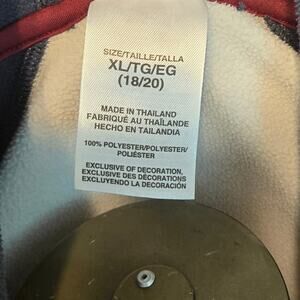 SIZE/TAILLE/TALLA
XL/TG/EG
(18/20)
MADE IN THAILAND
FABRIQUÉ AU THAÏLANDE
HECHO EN TAILANDIA
100% POLYESTER/POLYESTER/
POLIÉSTER
EXCLUSIVE OF DECORATION.
EXCLUSIVE DES DÉCORATIONS
EXCLUYENDO LA DECORACIÓN